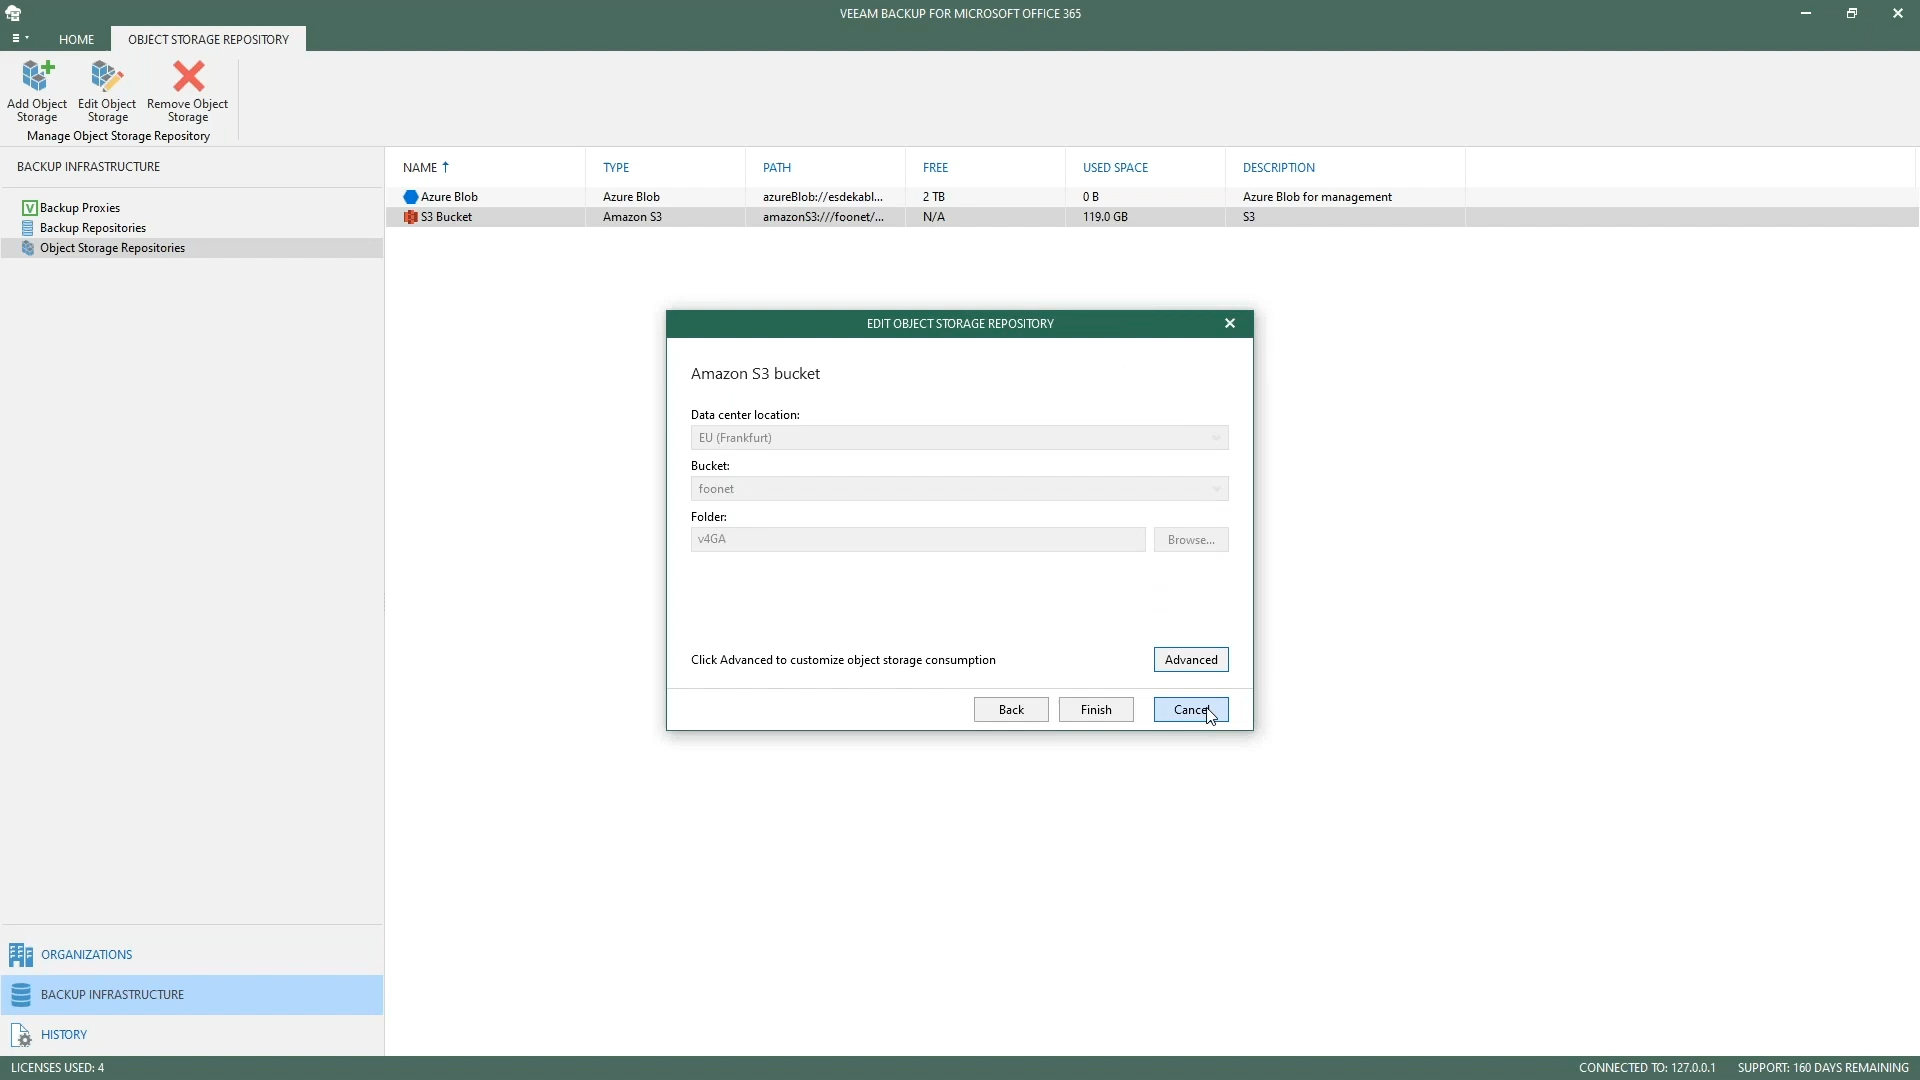 VEEAM BACKUP FOR MICROSOFT OFFICE 365
HOME
OBJECT STORAGE REPOSITORY
Add Object Storage
Edit Object Storage
Remove Object Storage
Manage Object Storage Repository
BACKUP INFRASTRUCTURE
Backup Proxies
Backup Repositories
Object Storage Repositories
NAME TYPE PATH FREE USED SPACE DESCRIPTION
Azure Blob Azure Blob azureBlob://esdekabl... 2 TB 0 B Azure Blob for management
S3 Bucket Amazon S3 amazonS3:///foonet/... N/A 119.0 GB S3
EDIT OBJECT STORAGE REPOSITORY
Amazon S3 bucket
Data center location:
EU (Frankfurt)
Bucket:
foonet
Folder:
v4GA Browse...
Click Advanced to customize object storage consumption Advanced
Back Finish Cancel
ORGANIZATIONS
BACKUP INFRASTRUCTURE
HISTORY
LICENSES USED: 4
CONNECTED TO: 127.0.0.1 SUPPORT: 160 DAYS REMAINING